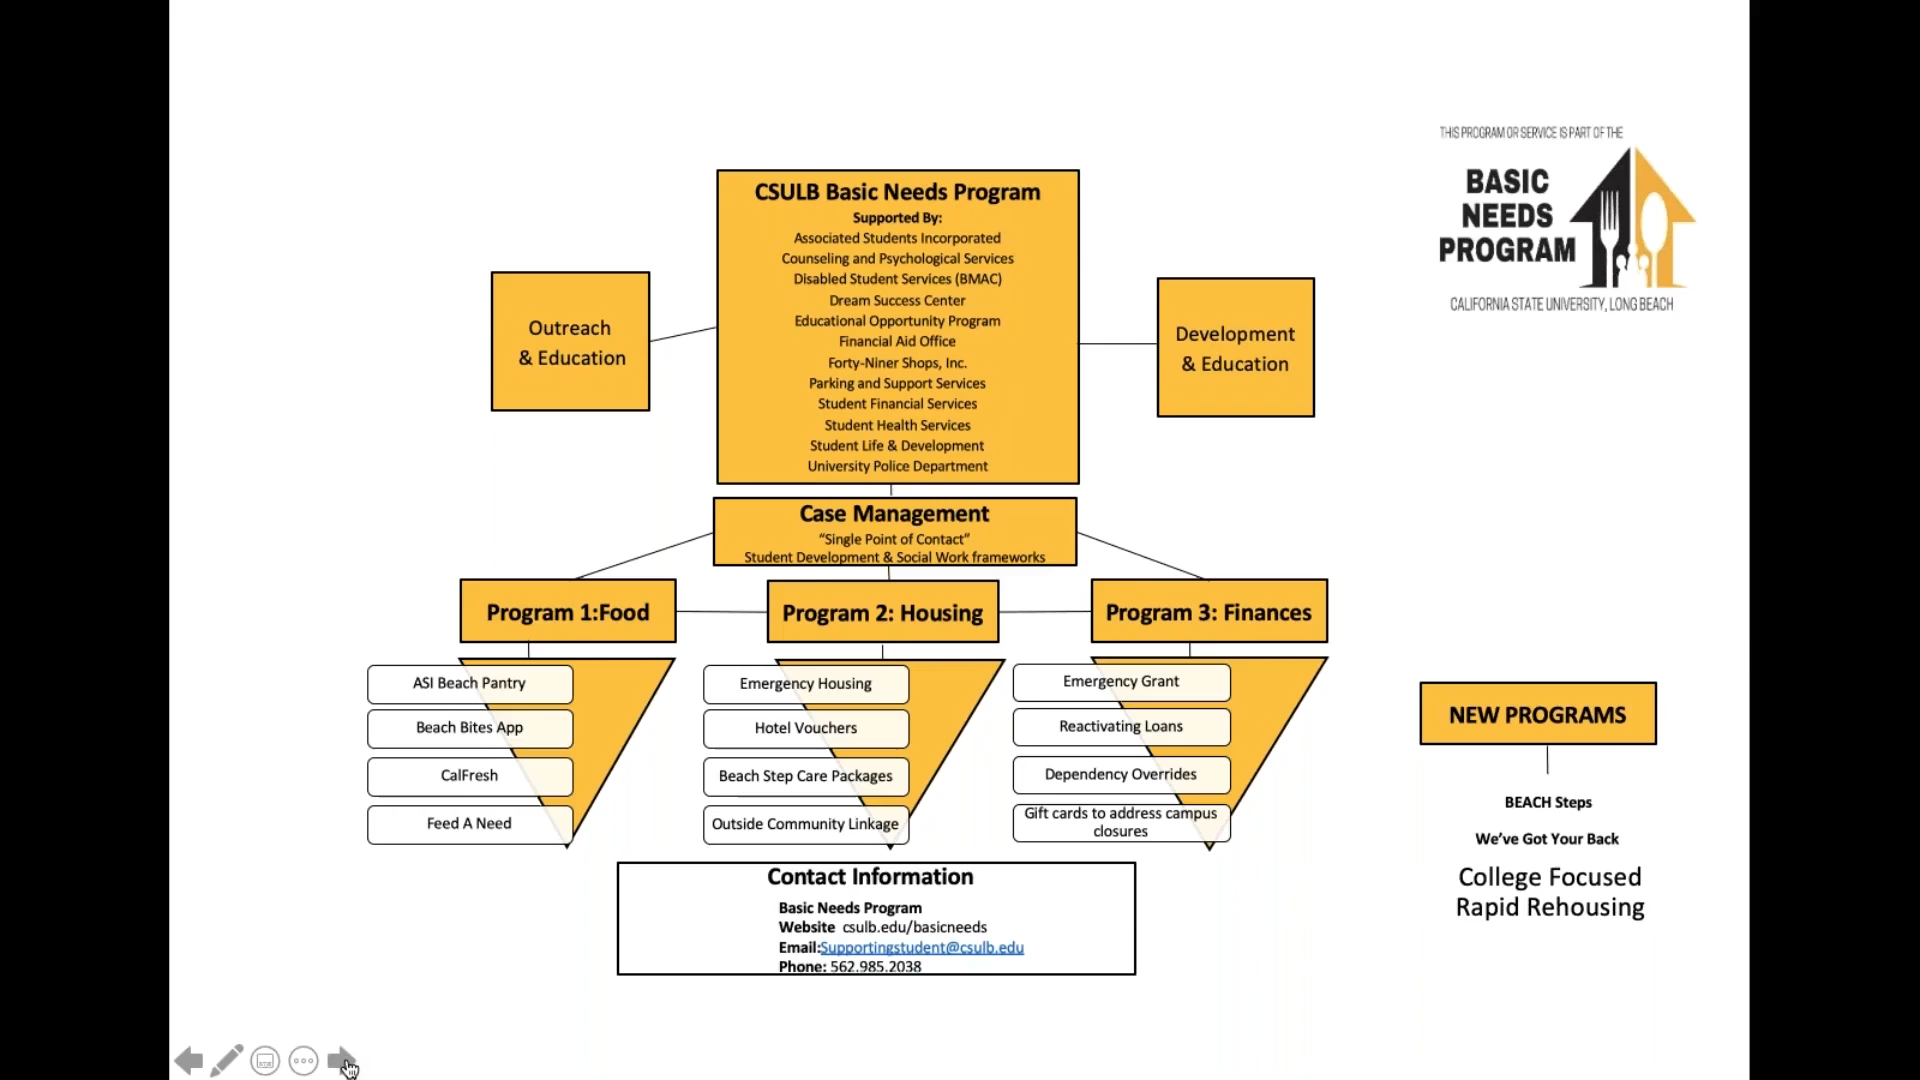 THIS PROGRAM OR SERVICE IS PART OF THE
BASIC
NEEDS
PROGRAM
CALIFORNIA STATE UNIVERSITY, LONG BEACH
CSULB Basic Needs Program
Supported By:
Associated Students Incorporated
Counseling and Psychological Services
Disabled Student Services (BMAC)
Dream Success Center
Educational Opportunity Program
Financial Aid Office
Forty-Niner Shops, Inc.
Parking and Support Services
Student Financial Services
Student Health Services
Student Life & Development
University Police Department
Outreach
& Education
Development
& Education
Case Management
“Single Point of Contact”
Student Development & Social Work frameworks
Program 1:Food
Program 2: Housing
Program 3: Finances
ASI Beach Pantry
Beach Bites App
CalFresh
Feed A Need
Emergency Housing
Hotel Vouchers
Beach Step Care Packages
Outside Community Linkage
Emergency Grant
Reactivating Loans
Dependency Overrides
Gift cards to address campus
closures
NEW PROGRAMS
BEACH Steps
We’ve Got Your Back
College Focused
Rapid Rehousing
Contact Information
Basic Needs Program
Website csulb.edu/basicneeds
Email:Supportingstudent@csulb.edu
Phone: 562.985.2038